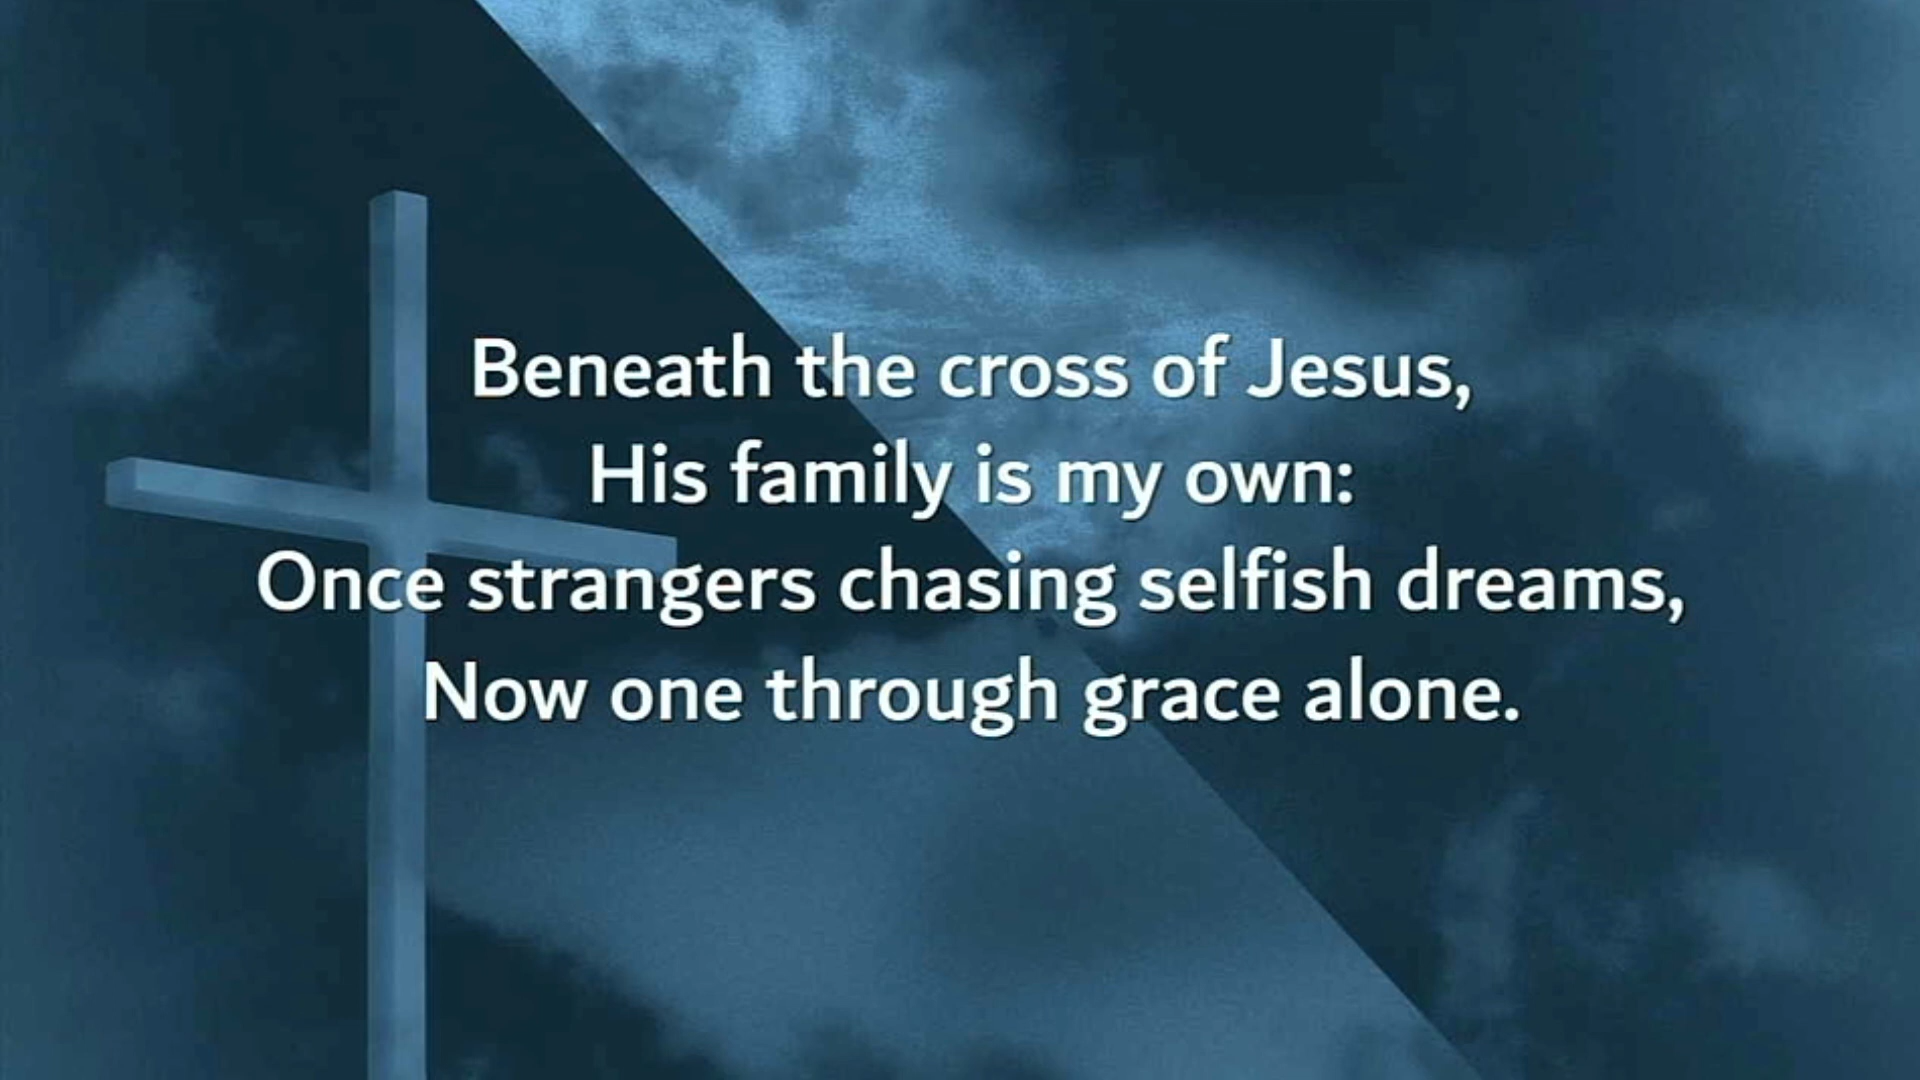 Beneath the cross of Jesus,
His family is my own:
Once strangers chasing selfish dreams,
Now one through grace alone.